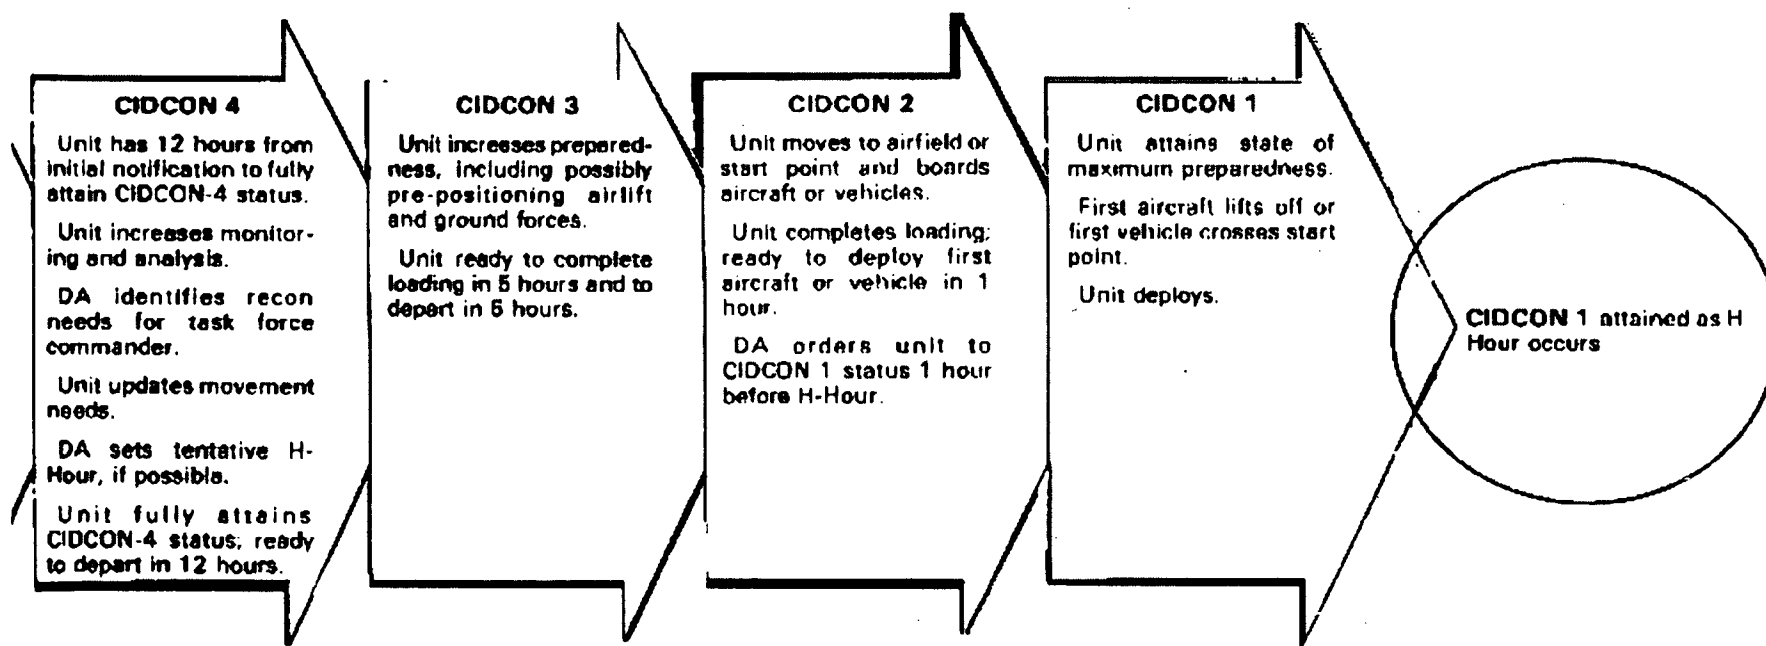 CIDCON 4
Unit has 12 hours from
initial notification to fully
attain CIDCON-4 status.
Unit increases monitor-
ing and analysis.
DA identifies recon
needs for task force
commander.
Unit updates movement
needs.
DA sets tentative H-
Hour, if possible.
Unit fully attains
CIDCON-4 status; ready
to depart in 12 hours.
CIDCON 3
Unit increases prepared-
ness, including possibly
pre-positioning airlift
and ground forces.
Unit ready to complete
loading in 5 hours and to
depart in 6 hours.
CIDCON 2
Unit moves to airfield or
start point and boards
aircraft or vehicles.
Unit completes loading;
ready to deploy first
aircraft or vehicle in 1
hour.
DA orders unit to
CIDCON 1 status 1 hour
before H-Hour.
CIDCON 1
Unit attains state of
maximum preparedness.
First aircraft lifts off or
first vehicle crosses start
point.
Unit deploys.
CIDCON 1 attained as H
Hour occurs